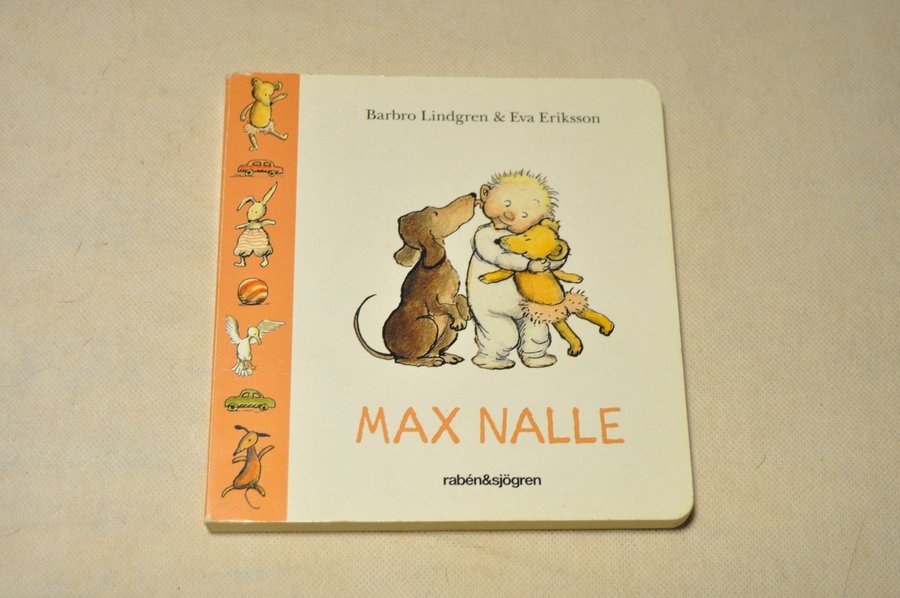 Barbro Lindgren & Eva Eriksson
MAX NALLE
rabén&sjögren